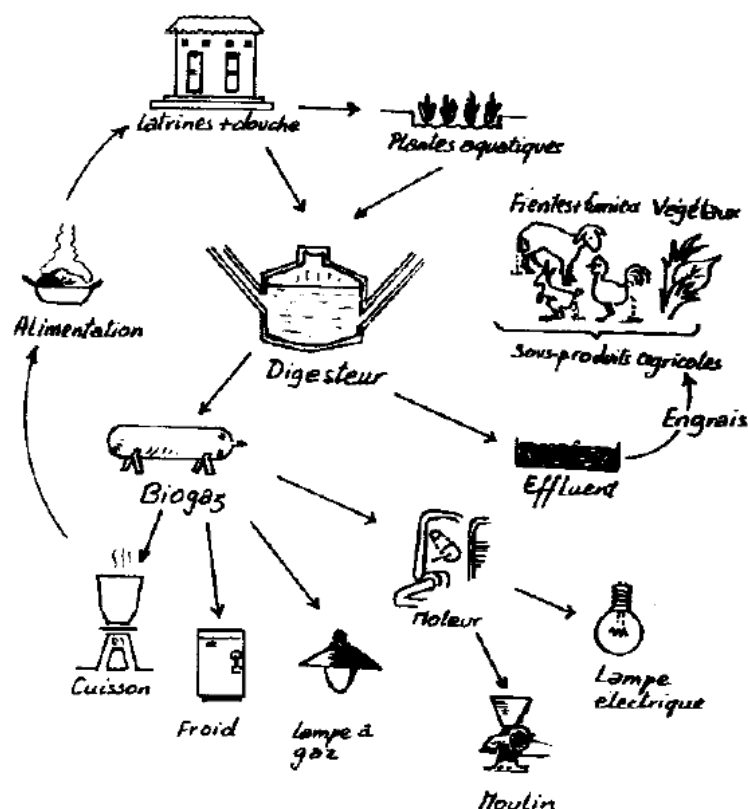 Latrines + douche
Plantes aquatiques
Fientes+fumiers Végétaux
Alimentation
Sous-produits agricoles
Digesteur
Engrais
Effluent
Biogaz
Moteur
Cuisson
Froid
Lampe à
gaz
Lampe
électrique
Moulin